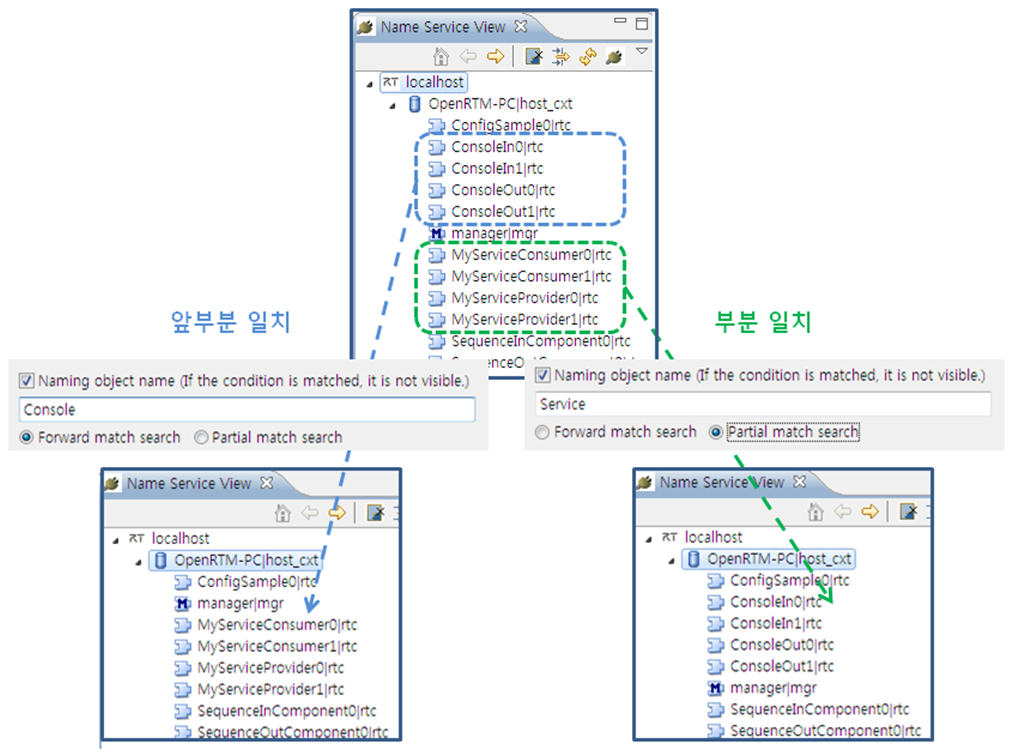 Name Service View
RT localhost
OpenRTM-PC|host_cxt
ConfigSample0|rtc
ConsoleIn0|rtc
ConsoleIn1|rtc
ConsoleOut0|rtc
ConsoleOut1|rtc
manager|mgr
MyServiceConsumer0|rtc
MyServiceConsumer1|rtc
MyServiceProvider0|rtc
MyServiceProvider1|rtc
SequenceInComponent0|rtc
앞부분 일치
Naming object name (If the condition is matched, it is not visible.)
Console
Forward match search Partial match search
Name Service View
RT localhost
OpenRTM-PC|host_cxt
ConfigSample0|rtc
manager|mgr
MyServiceConsumer0|rtc
MyServiceConsumer1|rtc
MyServiceProvider0|rtc
MyServiceProvider1|rtc
SequenceInComponent0|rtc
SequenceOutComponent0|rtc
부분 일치
Naming object name (If the condition is matched, it is not visible.)
Service
Forward match search Partial match search
Name Service View
RT localhost
OpenRTM-PC|host_cxt
ConfigSample0|rtc
ConsoleIn0|rtc
ConsoleIn1|rtc
ConsoleOut0|rtc
ConsoleOut1|rtc
manager|mgr
SequenceInComponent0|rtc
SequenceOutComponent0|rtc